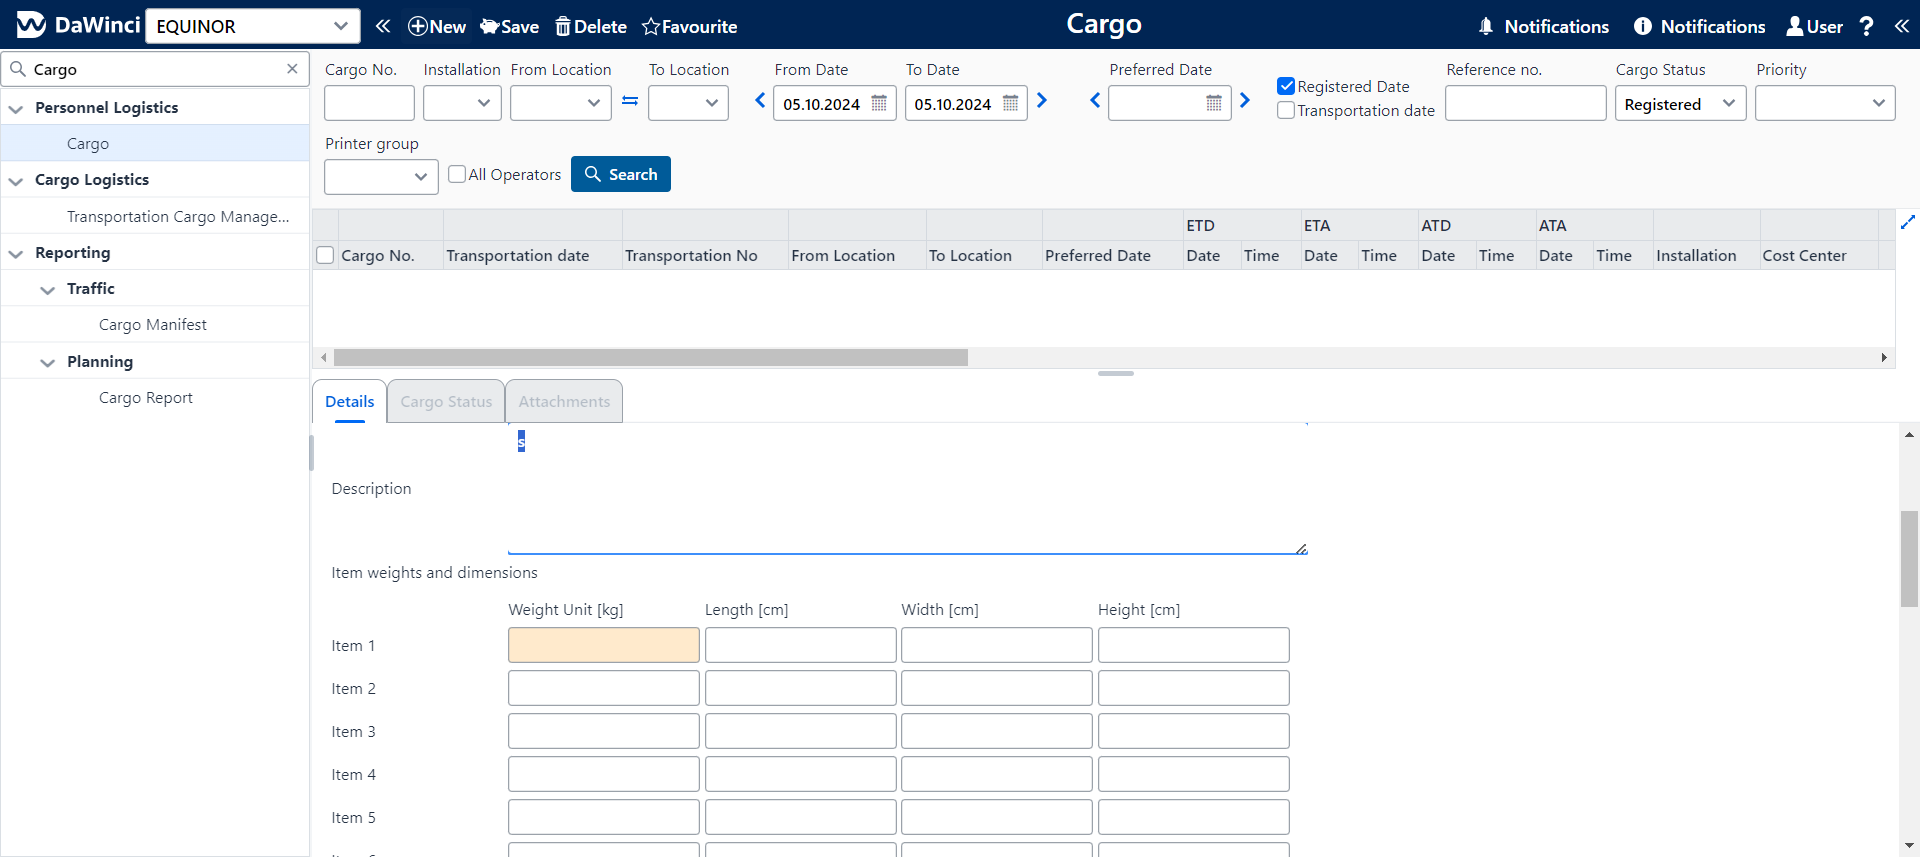 DaWinci EQUINOR New Save Delete Favourite Cargo Notifications Notifications User ?
Cargo
Personnel Logistics
Cargo
Cargo Logistics
Transportation Cargo Manage...
Reporting
Traffic
Cargo Manifest
Planning
Cargo Report
Cargo No. Installation From Location To Location From Date To Date Preferred Date Registered Date Reference no. Cargo Status Priority
05.10.2024 05.10.2024 Transportation date Registered
Printer group
All Operators Search
ETD ETA ATD ATA
Cargo No. Transportation date Transportation No From Location To Location Preferred Date Date Time Date Time Date Time Date Time Installation Cost Center
Details Cargo Status Attachments
s
Description
Item weights and dimensions
Weight Unit [kg] Length [cm] Width [cm] Height [cm]
Item 1
Item 2
Item 3
Item 4
Item 5